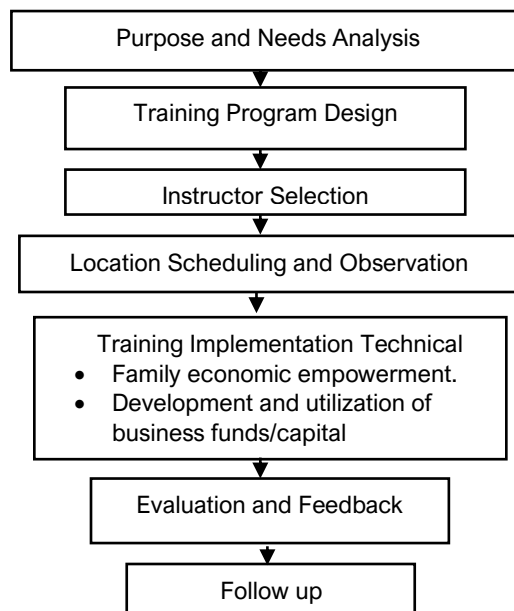 Purpose and Needs Analysis
Training Program Design
Instructor Selection
Location Scheduling and Observation
Training Implementation Technical
• Family economic empowerment.
• Development and utilization of
business funds/capital
Evaluation and Feedback
Follow up